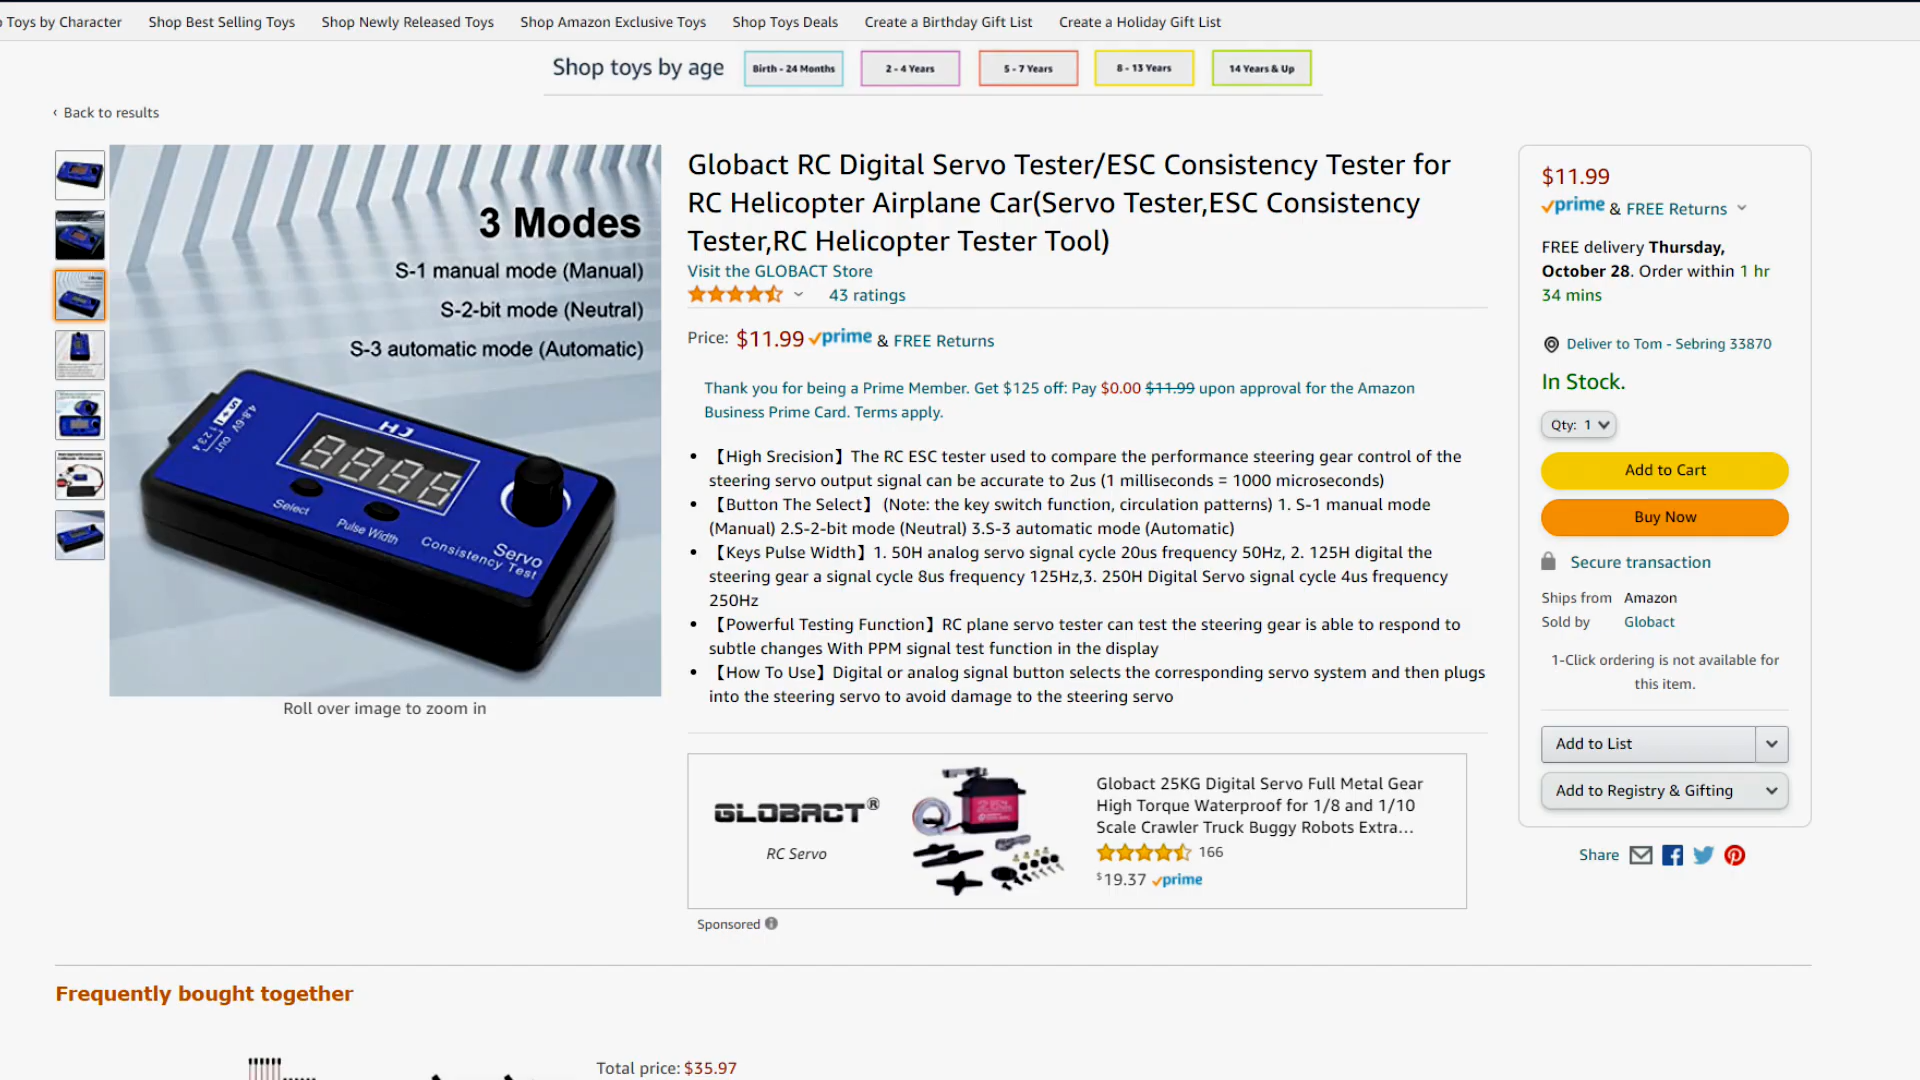 Toys by Character
Shop Best Selling Toys
Shop Newly Released Toys
Shop Amazon Exclusive Toys
Shop Toys Deals
Create a Birthday Gift List
Create a Holiday Gift List
Shop toys by age
Birth - 24 Months
2 - 4 Years
5 - 7 Years
8 - 13 Years
14 Years & Up
‹ Back to results
3 Modes
S-1 manual mode (Manual)
S-2-bit mode (Neutral)
S-3 automatic mode (Automatic)
S + -
4.8-6V OUT
1 2 3 4
HJ
8888
Select
Pulse Width
Servo
Consistency Test
Roll over image to zoom in
Globact RC Digital Servo Tester/ESC Consistency Tester for
RC Helicopter Airplane Car(Servo Tester,ESC Consistency
Tester,RC Helicopter Tester Tool)
Visit the GLOBACT Store
43 ratings
Price: $11.99 prime & FREE Returns
Thank you for being a Prime Member. Get $125 off: Pay $0.00 $11.99 upon approval for the Amazon
Business Prime Card. Terms apply.
• 【High Srecision】The RC ESC tester used to compare the performance steering gear control of the
steering servo output signal can be accurate to 2us (1 milliseconds = 1000 microseconds)
• 【Button The Select】 (Note: the key switch function, circulation patterns) 1. S-1 manual mode
(Manual) 2.S-2-bit mode (Neutral) 3.S-3 automatic mode (Automatic)
• 【Keys Pulse Width】1. 50H analog servo signal cycle 20us frequency 50Hz, 2. 125H digital the
steering gear a signal cycle 8us frequency 125Hz,3. 250H Digital Servo signal cycle 4us frequency
250Hz
• 【Powerful Testing Function】RC plane servo tester can test the steering gear is able to respond to
subtle changes With PPM signal test function in the display
• 【How To Use】Digital or analog signal button selects the corresponding servo system and then plugs
into the steering servo to avoid damage to the steering servo
GLOBACT®
RC Servo
Globact 25KG Digital Servo Full Metal Gear
High Torque Waterproof for 1/8 and 1/10
Scale Crawler Truck Buggy Robots Extra...
166
$19.37 prime
Sponsored
$11.99
prime & FREE Returns
FREE delivery Thursday,
October 28. Order within 1 hr
34 mins
Deliver to Tom - Sebring 33870
In Stock.
Qty: 1
Add to Cart
Buy Now
Secure transaction
Ships from Amazon
Sold by Globact
1-Click ordering is not available for
this item.
Add to List
Add to Registry & Gifting
Share
Frequently bought together
Total price: $35.97